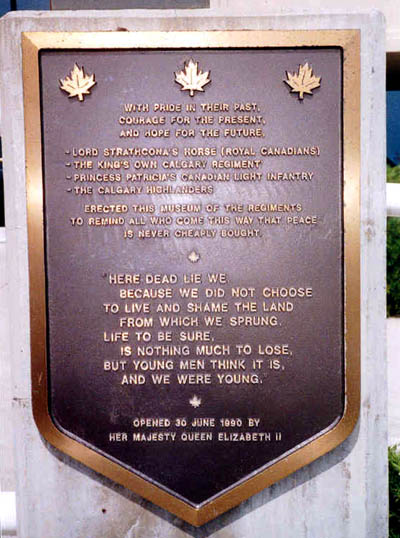 WITH PRIDE IN THEIR PAST,
COURAGE FOR THE PRESENT,
AND HOPE FOR THE FUTURE,
- LORD STRATHCONA'S HORSE (ROYAL CANADIANS)
- THE KING'S OWN CALGARY REGIMENT
- PRINCESS PATRICIA'S CANADIAN LIGHT INFANTRY
- THE CALGARY HIGHLANDERS
ERECTED THIS MUSEUM OF THE REGIMENTS
TO REMIND ALL WHO COME THIS WAY THAT PEACE
IS NEVER CHEAPLY BOUGHT.
HERE DEAD LIE WE
BECAUSE WE DID NOT CHOOSE
TO LIVE AND SHAME THE LAND
FROM WHICH WE SPRUNG.
LIFE TO BE SURE,
IS NOTHING MUCH TO LOSE,
BUT YOUNG MEN THINK IT IS,
AND WE WERE YOUNG.
OPENED 30 JUNE 1990 BY
HER MAJESTY QUEEN ELIZABETH II